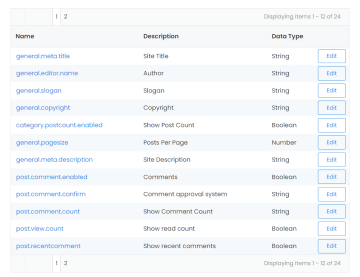 1 2 Displaying items 1 - 12 of 24
Name Description Data Type
general.meta.title Site Title String Edit
general.editor.name Author String Edit
general.slogan Slogan String Edit
general.copyright Copyright String Edit
category.postcount.enabled Show Post Count Boolean Edit
general.pagesize Posts Per Page Number Edit
general.meta.description Site Description String Edit
post.comment.enabled Comments Boolean Edit
post.comment.confirm Comment approval system String Edit
post.comment.count Show Comment Count String Edit
post.view.count Show read count Boolean Edit
post.recentcomment Show recent comments Boolean Edit
1 2 Displaying items 1 - 12 of 24